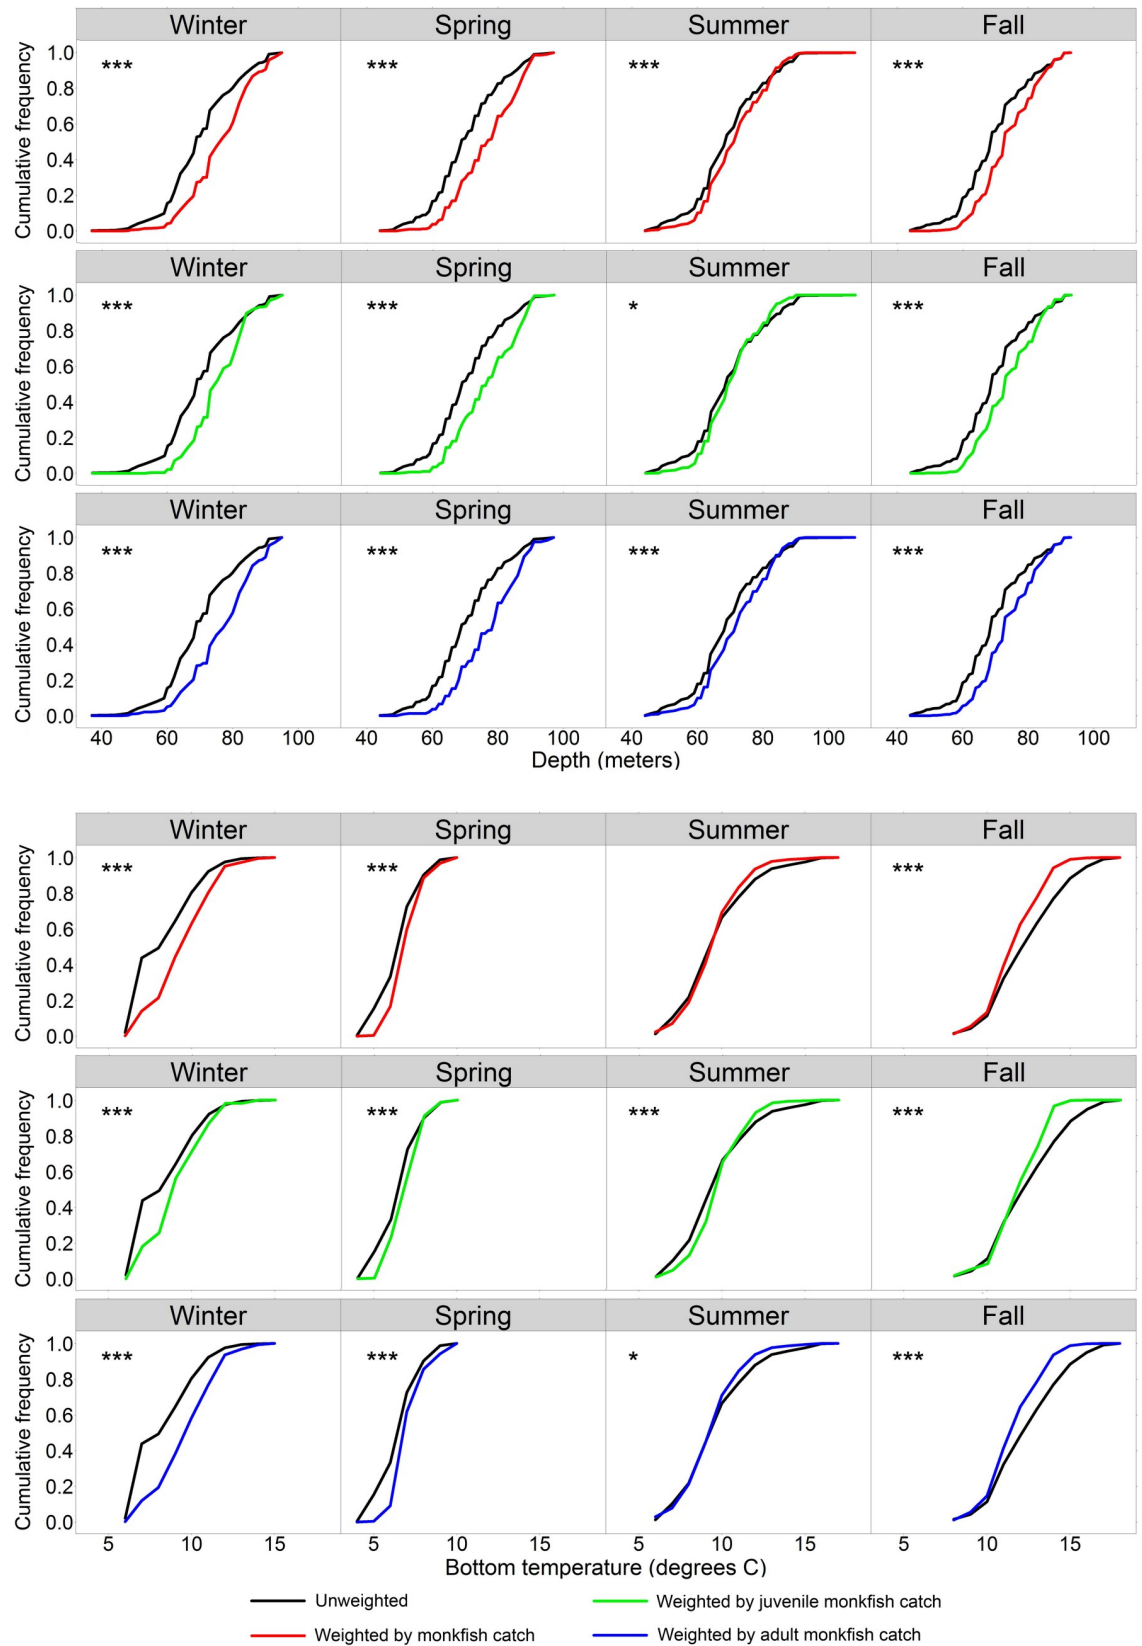 Winter Spring Summer Fall
Cumulative frequency
1.0 *** *** *** ***
0.8
0.6
0.4
0.2
0.0
Winter Spring Summer Fall
Cumulative frequency
1.0 *** *** * ***
0.8
0.6
0.4
0.2
0.0
Winter Spring Summer Fall
Cumulative frequency
1.0 *** *** *** ***
0.8
0.6
0.4
0.2
0.0
40 60 80 100 40 60 80 100 40 60 80 100 40 60 80 100
Depth (meters)
Winter Spring Summer Fall
Cumulative frequency
1.0 *** *** ***
0.8
0.6
0.4
0.2
0.0
Winter Spring Summer Fall
Cumulative frequency
1.0 *** *** *** ***
0.8
0.6
0.4
0.2
0.0
Winter Spring Summer Fall
Cumulative frequency
1.0 *** *** * ***
0.8
0.6
0.4
0.2
0.0
5 10 15 5 10 15 5 10 15 5 10 15
Bottom temperature (degrees C)
Unweighted Weighted by juvenile monkfish catch
Weighted by monkfish catch Weighted by adult monkfish catch